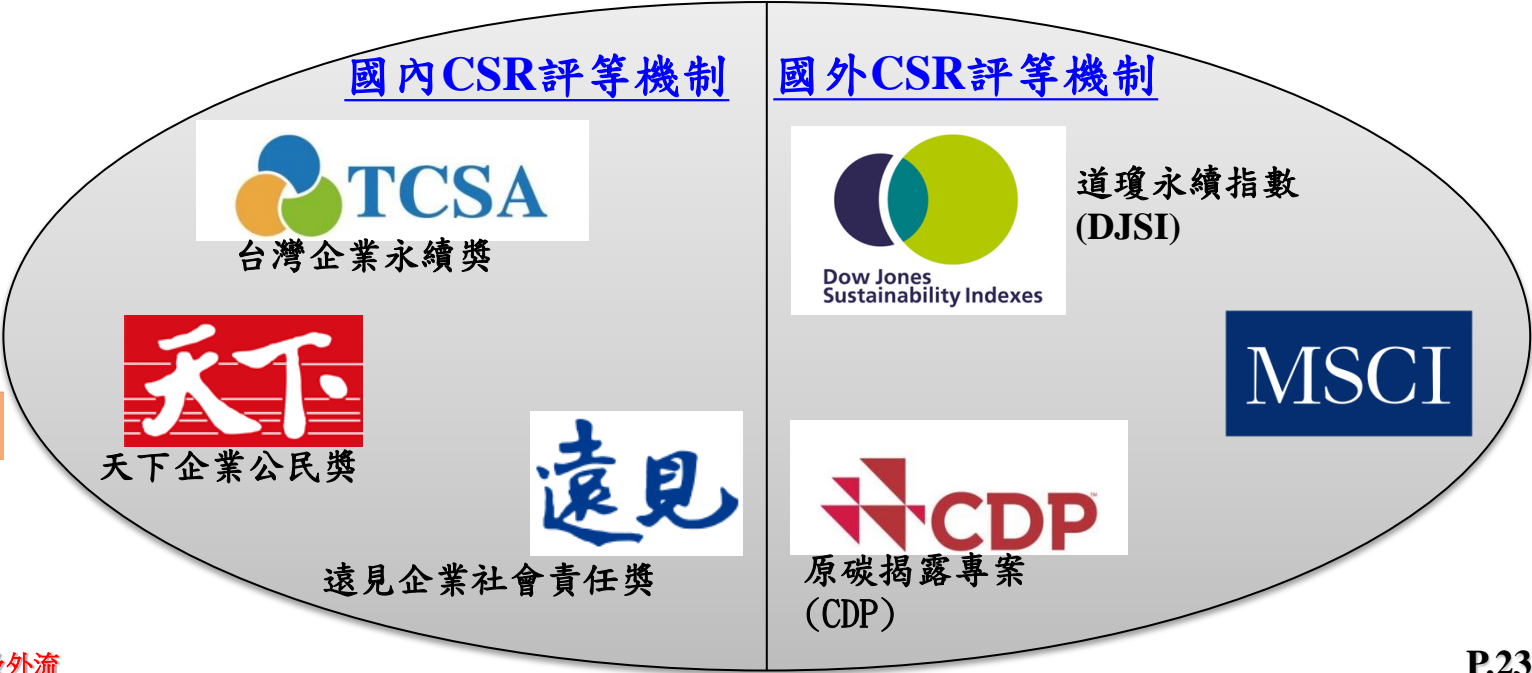 國內CSR評等機制
國外CSR評等機制
TCSA
台灣企業永續獎
Dow Jones
Sustainability Indexes
道瓊永續指數
(DJSI)
天下
天下企業公民獎
MSCI
遠見
遠見企業社會責任獎
CDP™
原碳揭露專案
(CDP)
外流
P.23